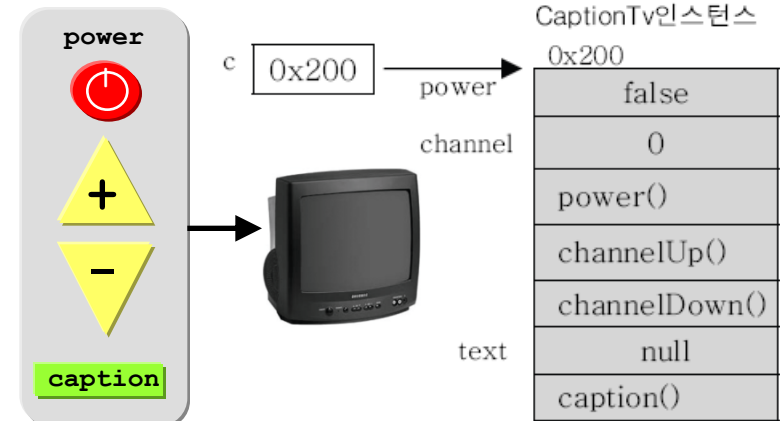 power
+
-
caption
c
0x200
CaptionTv인스턴스
0x200
power
false
channel
0
power()
channelUp()
channelDown()
text
null
caption()